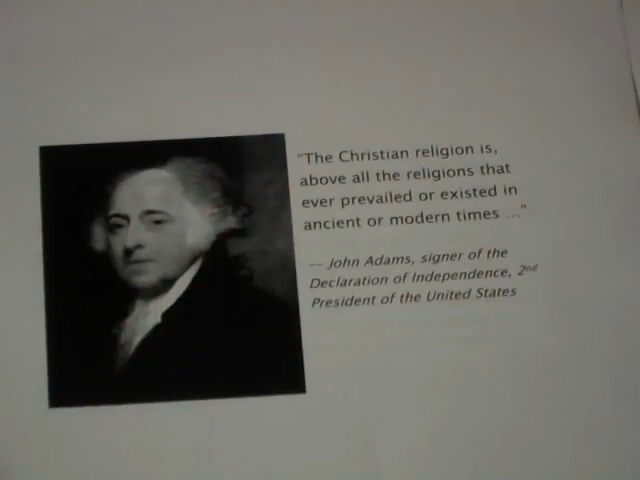 "The Christian religion is,
above all the religions that
ever prevailed or existed in
ancient or modern times ..."
— John Adams, signer of the
Declaration of Independence, 2nd
President of the United States